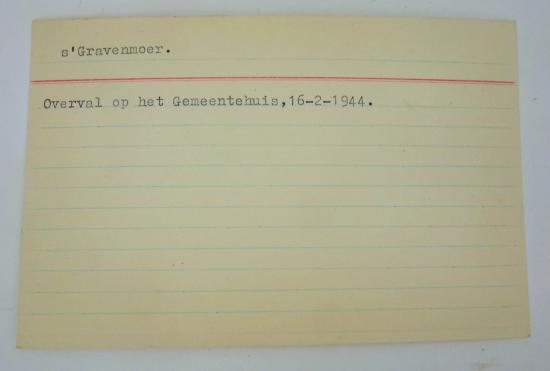 s'Gravenmoer.
Overval op het Gemeentehuis,16-2-1944.